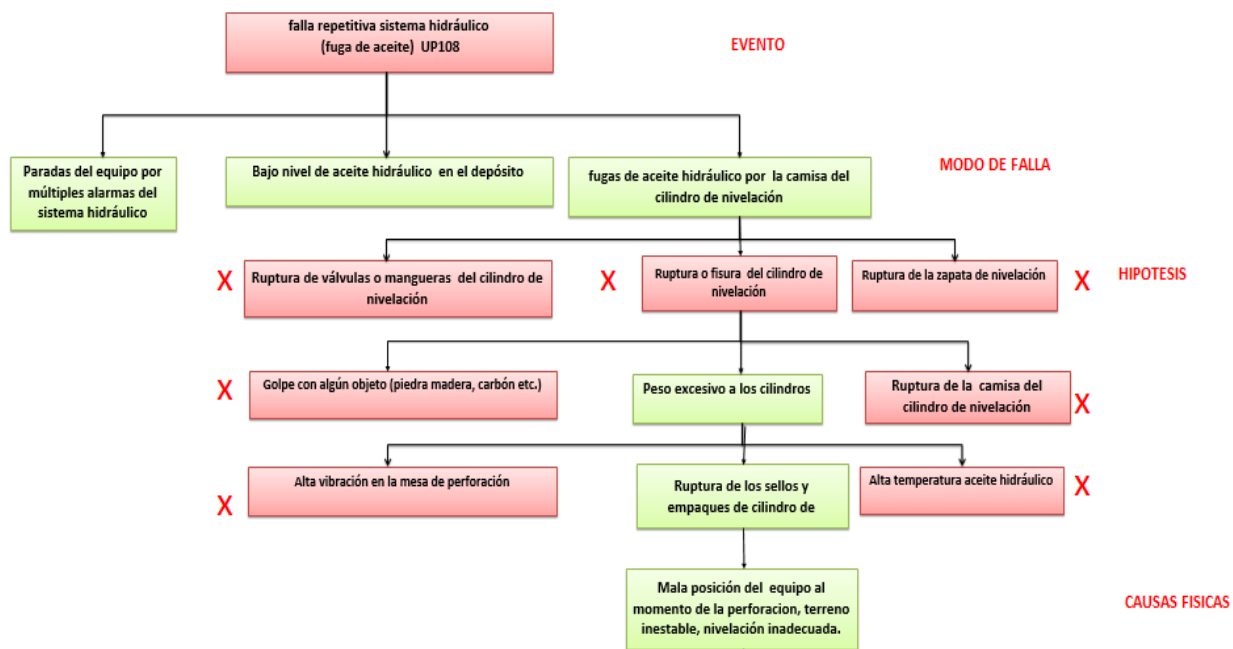 falla repetitiva sistema hidráulico
(fuga de aceite) UP108
EVENTO
MODO DE FALLA
Paradas del equipo por
múltiples alarmas del
sistema hidráulico
Bajo nivel de aceite hidráulico en el depósito
fugas de aceite hidráulico por la camisa del
cilindro de nivelación
X
Ruptura de válvulas o mangueras del cilindro de
nivelación
X
Ruptura o fisura del cilindro de
nivelación
Ruptura de la zapata de nivelación
X
HIPOTESIS
X
Golpe con algún objeto (piedra madera, carbón etc.)
Peso excesivo a los cilindros
Ruptura de la camisa del
cilindro de nivelación
X
X
Alta vibración en la mesa de perforación
Ruptura de los sellos y
empaques de cilindro de
Alta temperatura aceite hidráulico
X
Mala posición del equipo al
momento de la perforacion, terreno
inestable, nivelación inadecuada.
CAUSAS FISICAS